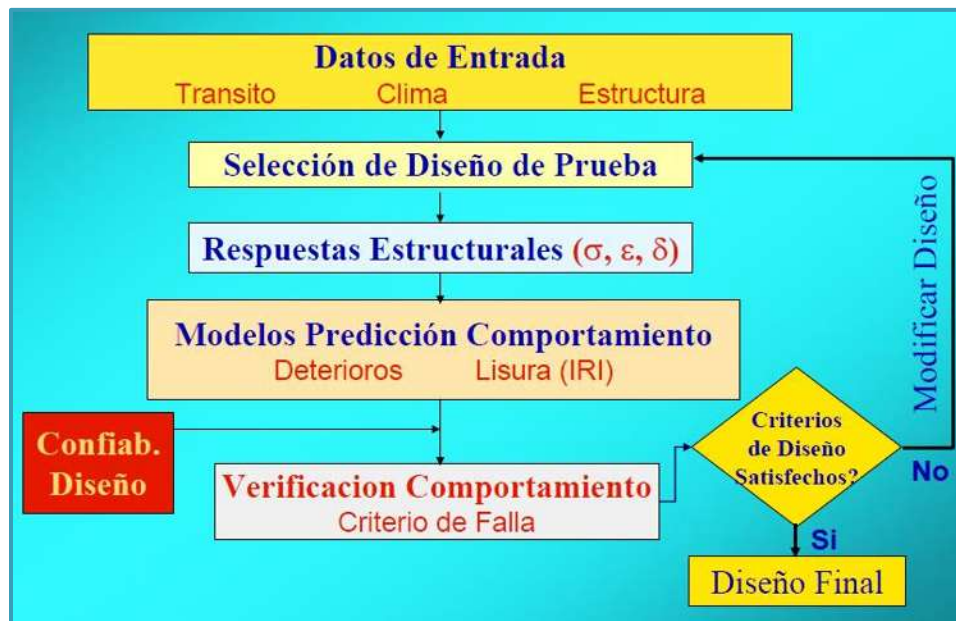 Datos de Entrada
Transito Clima Estructura
Selección de Diseño de Prueba
Respuestas Estructurales (σ, ε, δ)
Modelos Predicción Comportamiento
Deterioros Lisura (IRI)
Confiab.
Diseño
Verificacion Comportamiento
Criterio de Falla
Criterios
de Diseño
Satisfechos?
No
Modificar Diseño
Si
Diseño Final